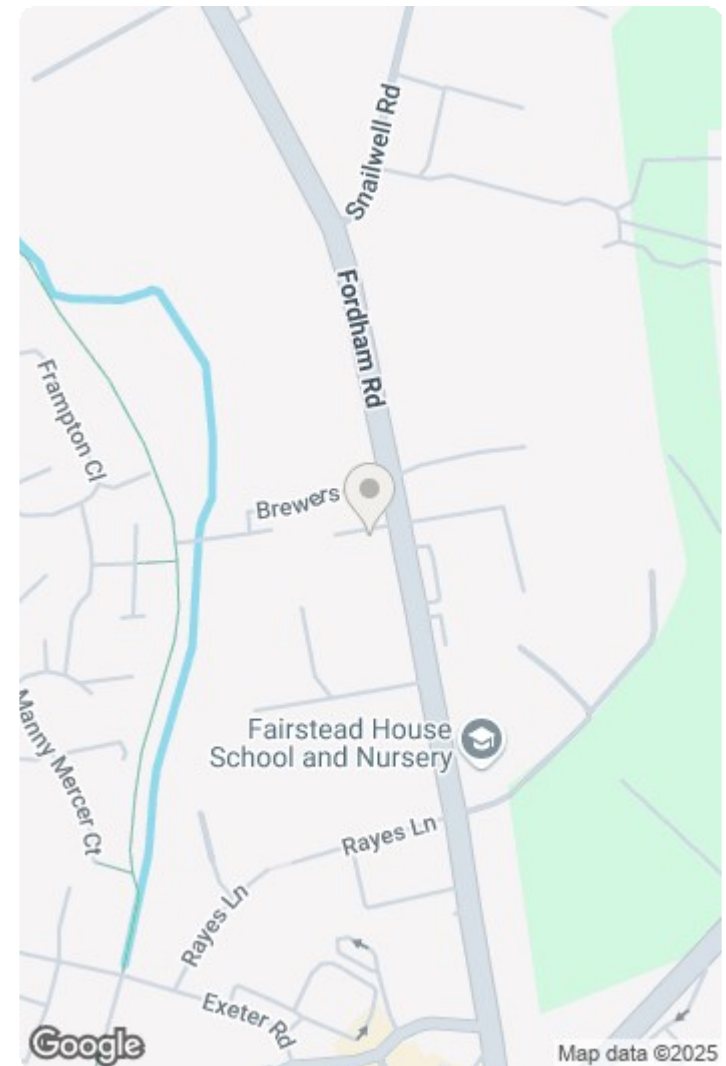 Snailwell Rd
Fordham Rd
Frampton Cl
Brewers
Manny Mercer Ct
Fairstead House
School and Nursery
Rayes Ln
Rayes Ln
Exeter Rd
Google
Map data ©2025